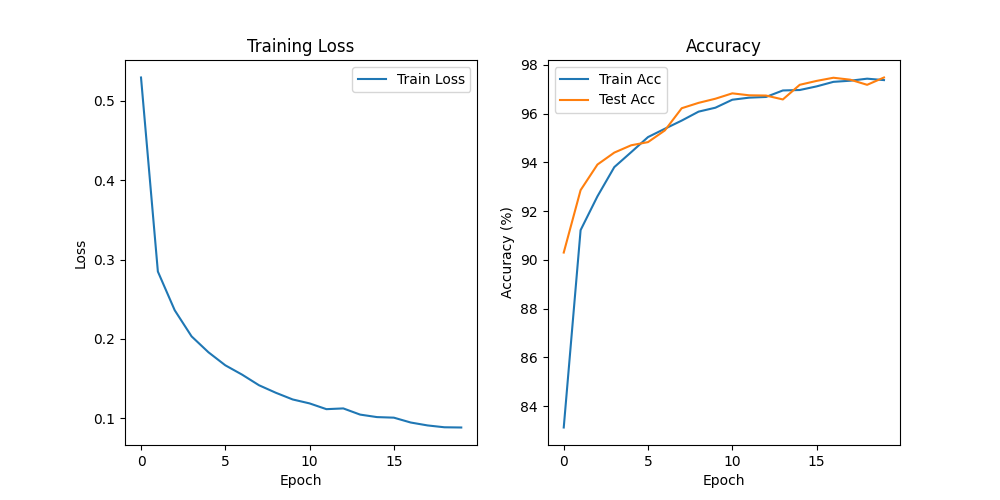 Training Loss
Train Loss
0.5
0.4
0.3
0.2
0.1
Loss
0
5
10
15
Epoch
Accuracy
Train Acc
Test Acc
98
96
94
92
90
88
86
84
Accuracy (%)
0
5
10
15
Epoch